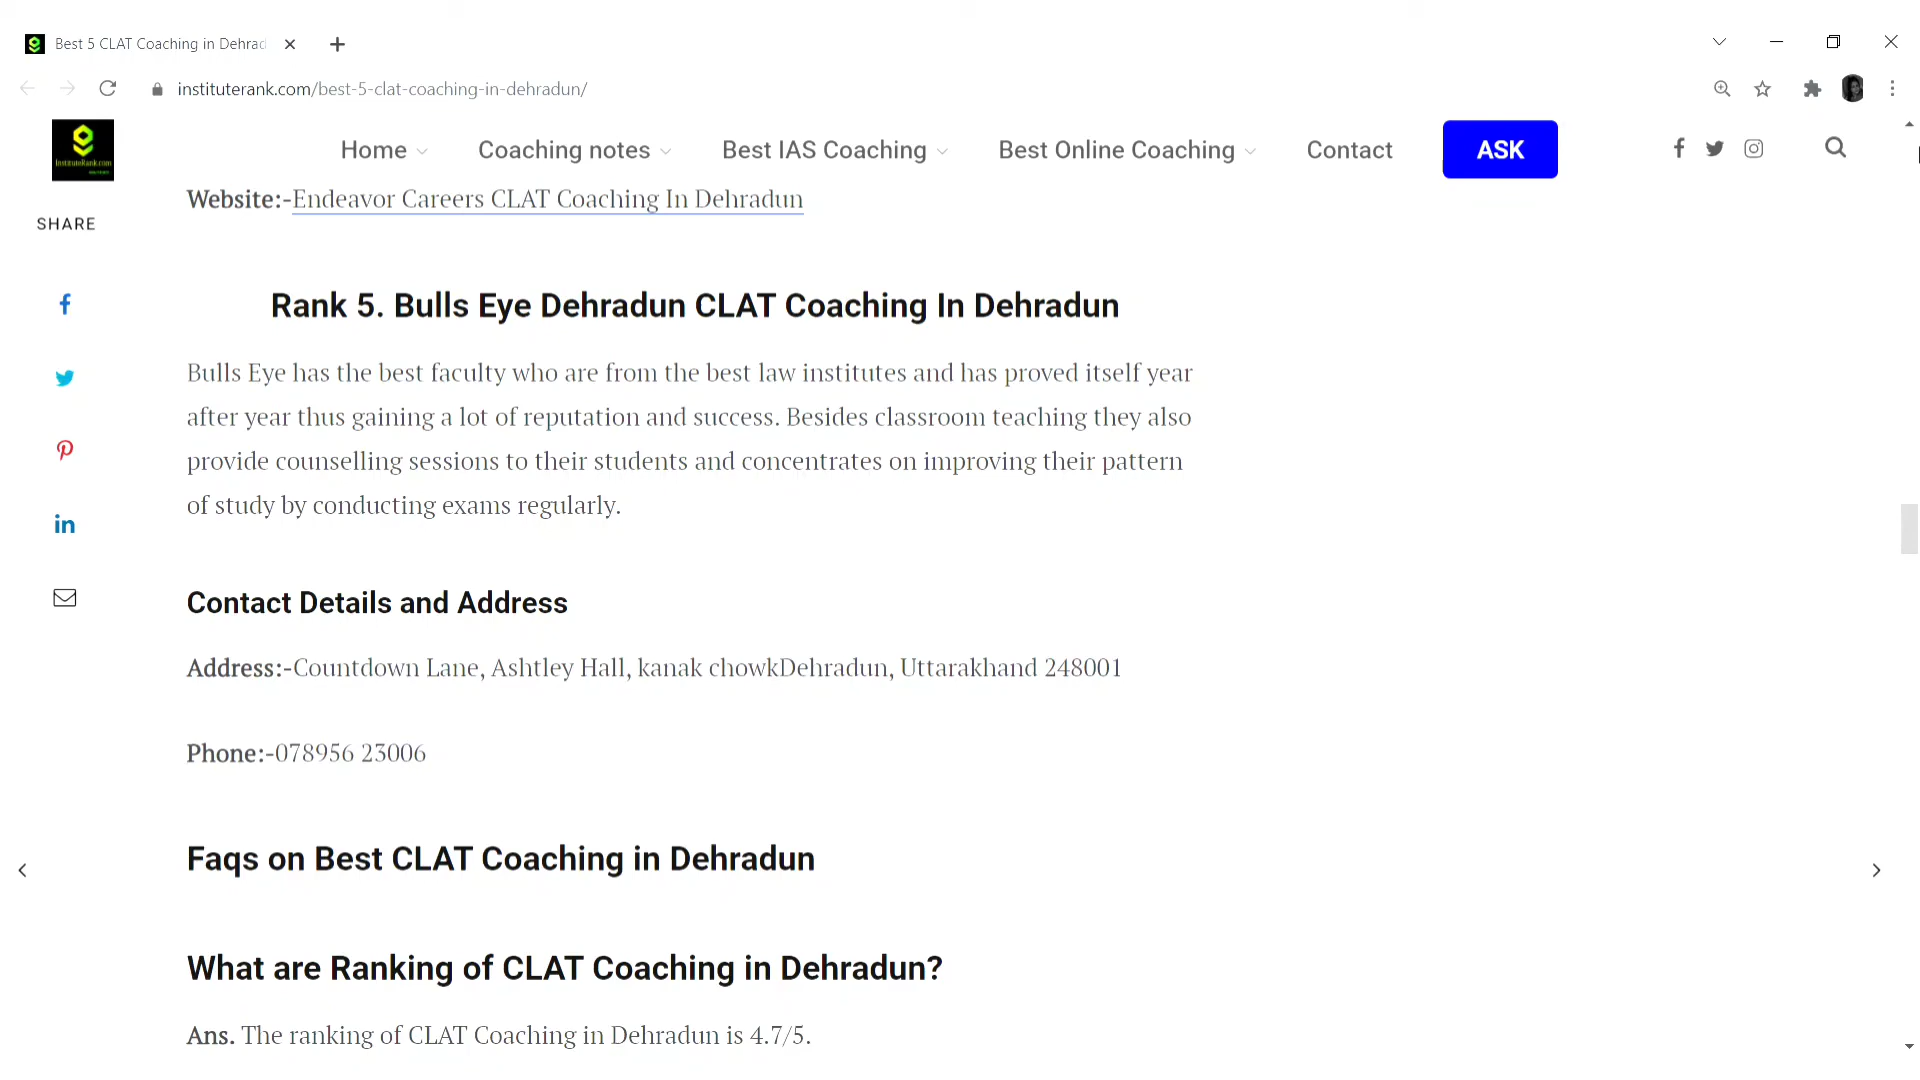 Best 5 CLAT Coaching in Dehrad
instituterank.com/best-5-clat-coaching-in-dehradun/
InstituteRank.com
Home
Coaching notes
Best IAS Coaching
Best Online Coaching
Contact
ASK
SHARE
Website:-Endeavor Careers CLAT Coaching In Dehradun
Rank 5. Bulls Eye Dehradun CLAT Coaching In Dehradun
Bulls Eye has the best faculty who are from the best law institutes and has proved itself year
after year thus gaining a lot of reputation and success. Besides classroom teaching they also
provide counselling sessions to their students and concentrates on improving their pattern
of study by conducting exams regularly.
Contact Details and Address
Address:-Countdown Lane, Ashtley Hall, kanak chowkDehradun, Uttarakhand 248001
Phone:-078956 23006
Faqs on Best CLAT Coaching in Dehradun
What are Ranking of CLAT Coaching in Dehradun?
Ans. The ranking of CLAT Coaching in Dehradun is 4.7/5.